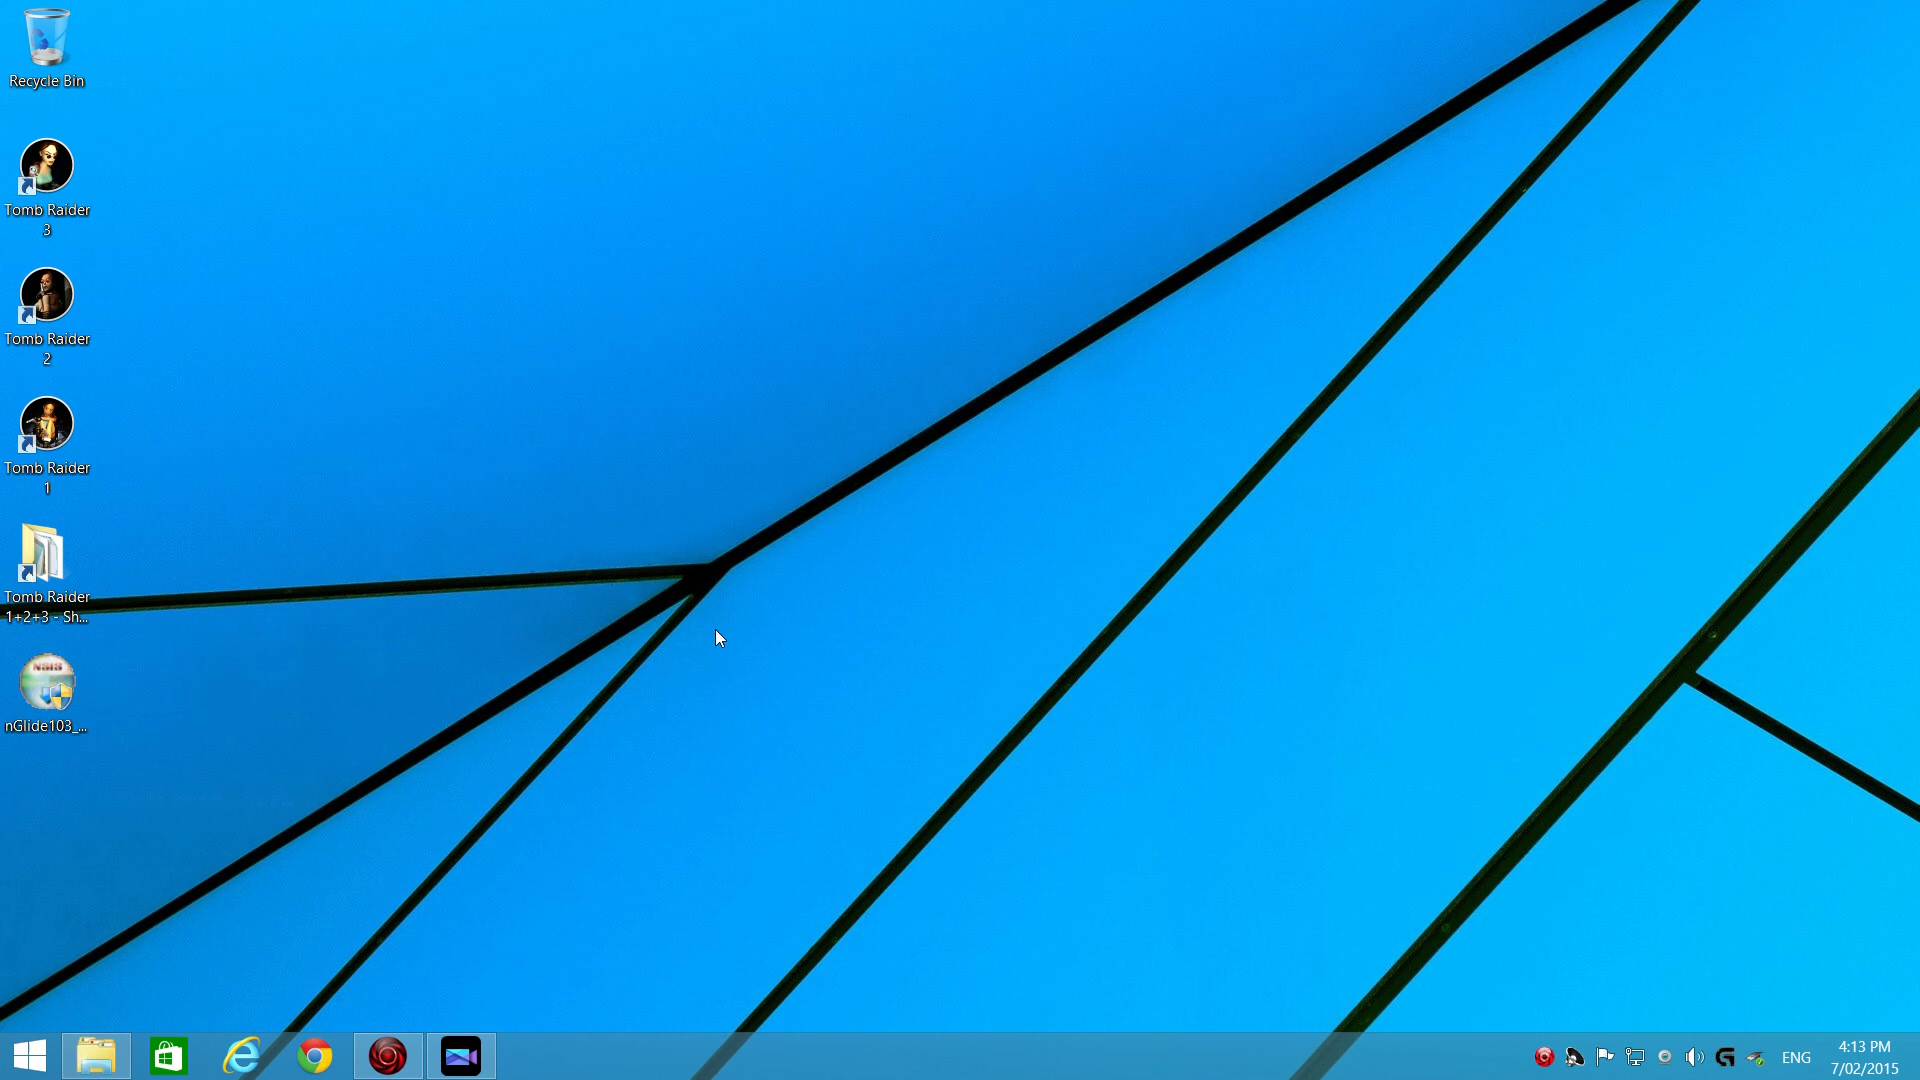 Recycle Bin
Tomb Raider
3
Tomb Raider
2
Tomb Raider
1
Tomb Raider
1+2+3 - Sh...
NSIS
nGlide103_...
ENG
4:13 PM
7/02/2015